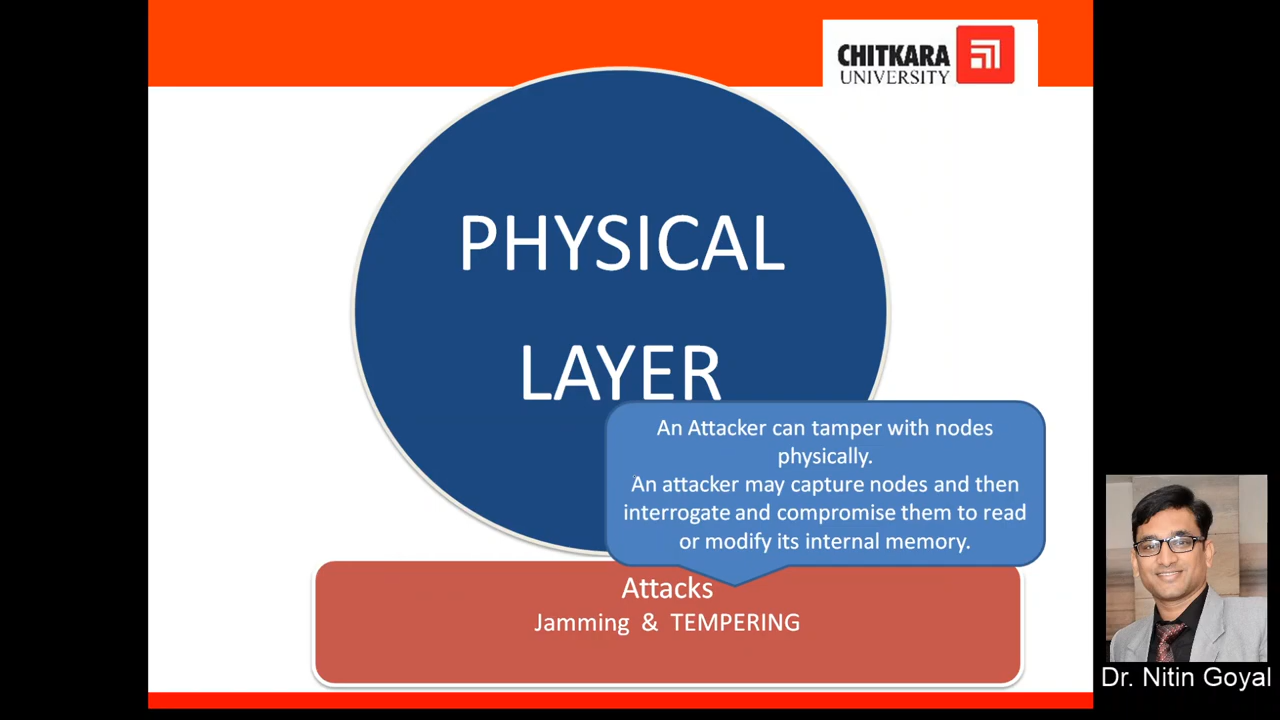 CHITKARA
UNIVERSITY
PHYSICAL
LAYER
An Attacker can tamper with nodes
physically.
An attacker may capture nodes and then
interrogate and compromise them to read
or modify its internal memory.
Attacks
Jamming & TEMPERING
Dr. Nitin Goyal